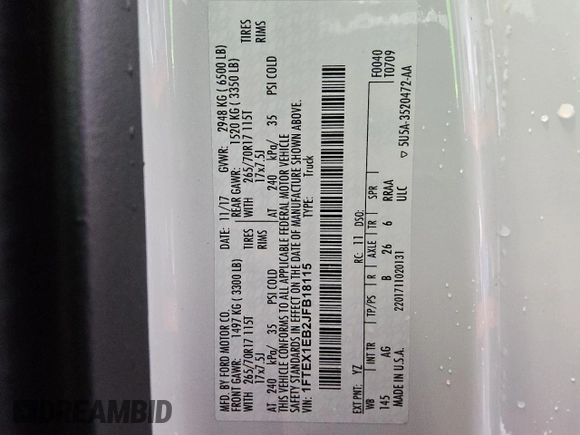 MFD. BY FORD MOTOR CO.
DATE: 11/17 GVWR: 2948 KG ( 6500 LB)
FRONT GAWR: 1497 KG ( 3300 LB) REAR GAWR: 1520 KG ( 3350 LB)
WITH 265/70R17 115T TIRES WITH 265/70R17 115T TIRES
17x7.5J RIMS 17x7.5J RIMS
AT 240 kPa/ 35 PSI COLD AT 240 kPa/ 35 PSI COLD
THIS VEHICLE CONFORMS TO ALL APPLICABLE FEDERAL MOTOR VEHICLE
SAFETY STANDARDS IN EFFECT ON THE DATE OF MANUFACTURE SHOWN ABOVE.
VIN: 1FTEX1EB2JFB18115 TYPE: Truck
F0040
T0709
EXT PNT: YZ RC: 11 DSO:
WB INT TR TP/PS R AXLE TR SPR
145 AG B 26 6 RRAA
ULC
2201711020131
MADE IN U.S.A.
▽ 5U5A-3520472-AA
DREAMBID